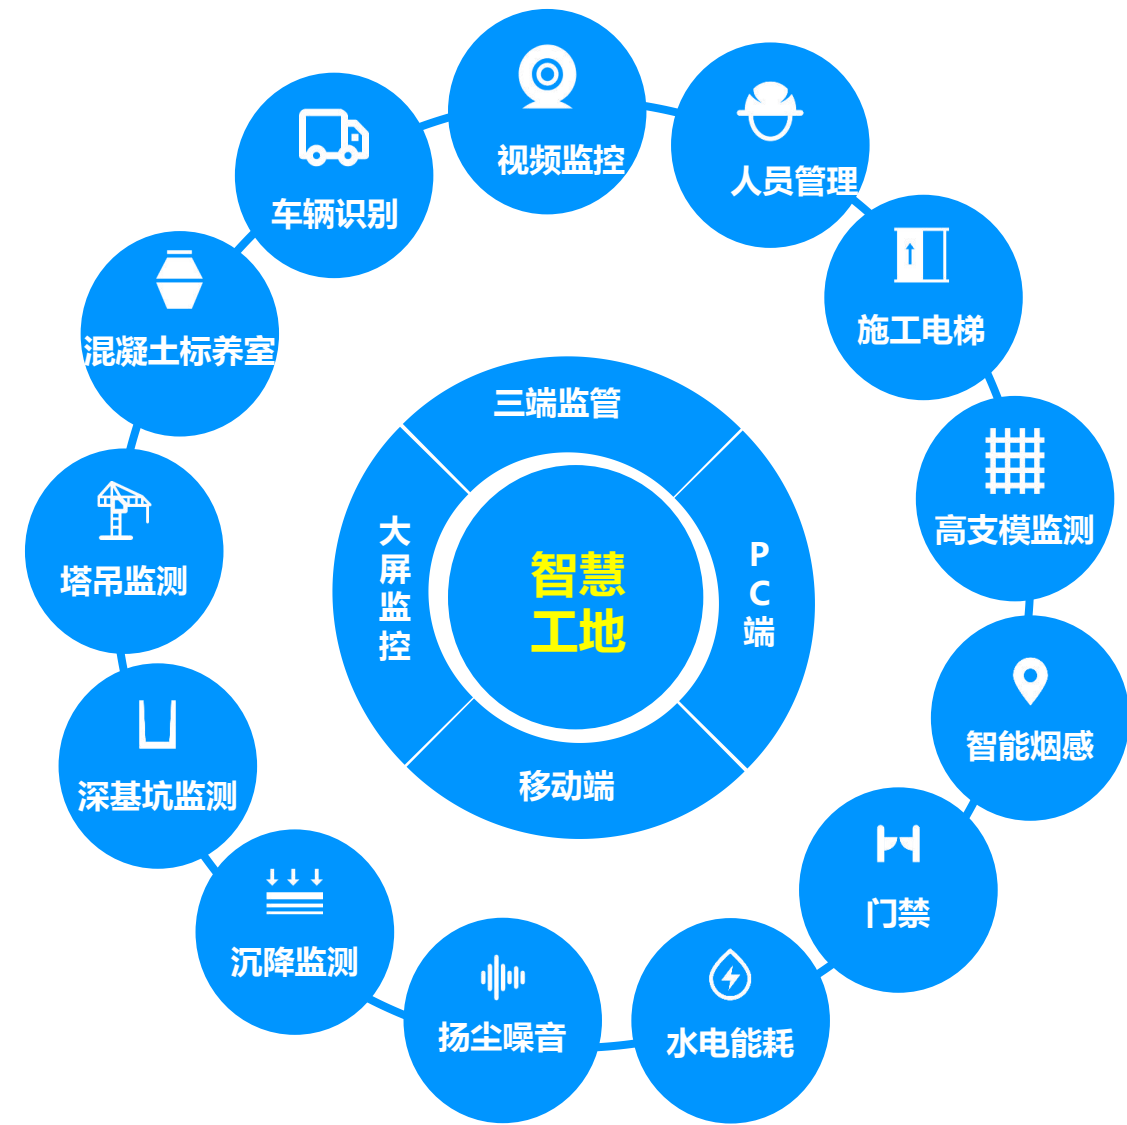 视频监控
人员管理
施工电梯
高支模监测
智能烟感
门禁
水电能耗
扬尘噪音
沉降监测
深基坑监测
塔吊监测
混凝土标养室
车辆识别
三端监管
PC端
移动端
大屏监控
智慧
工地